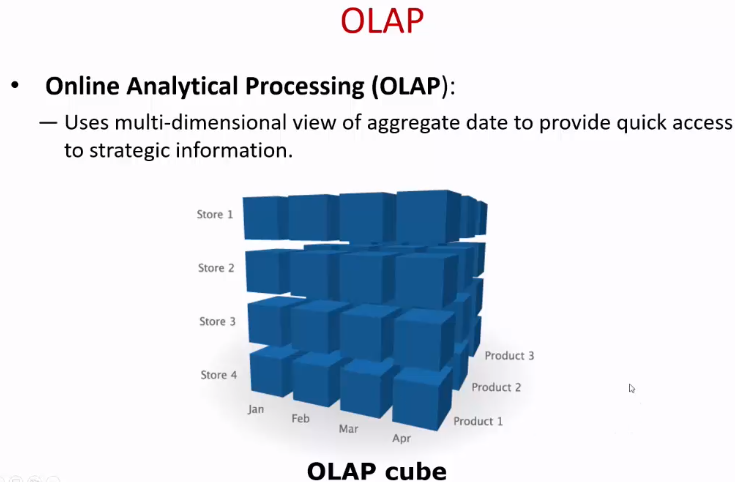 OLAP
• Online Analytical Processing (OLAP):
— Uses multi-dimensional view of aggregate date to provide quick access
to strategic information.
Store 1
Store 2
Store 3
Store 4
Product 3
Product 2
Product 1
Jan
Feb
Mar
Apr
OLAP cube